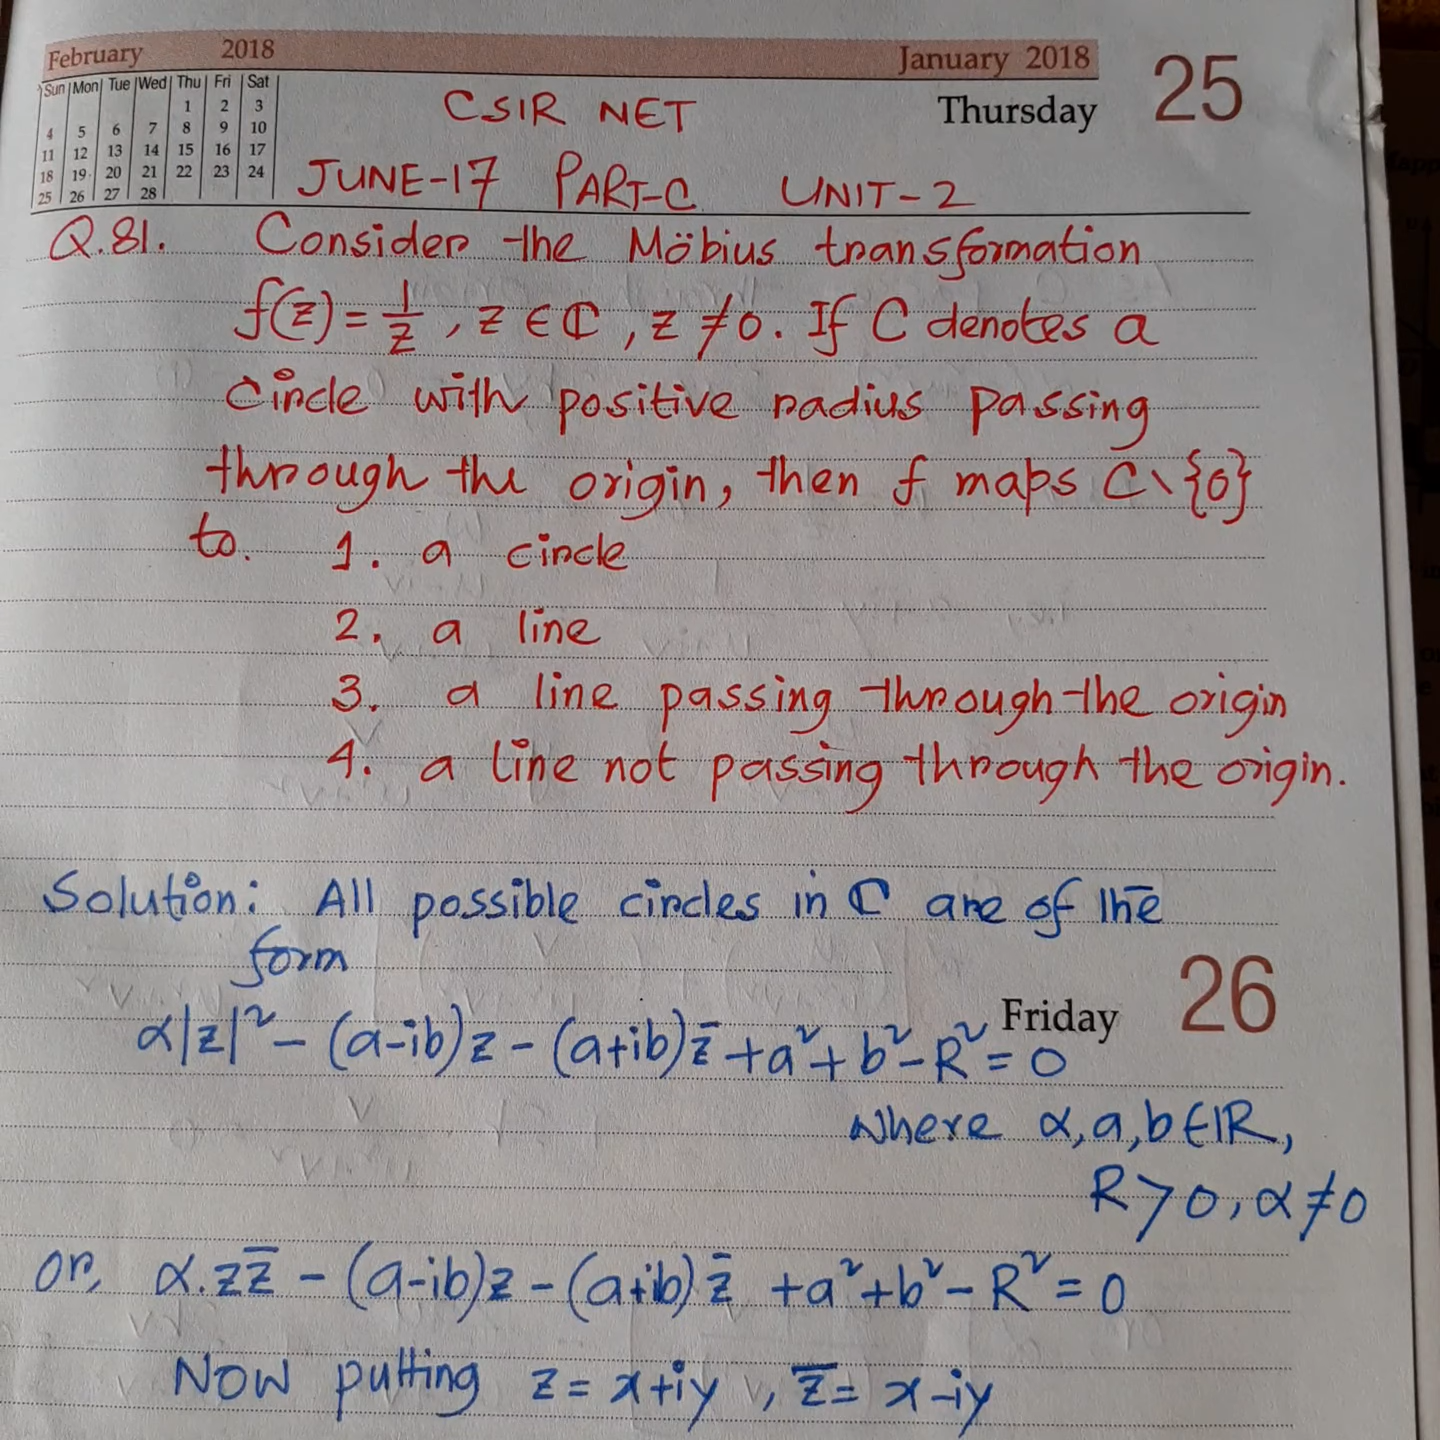 February 2018
January 2018
Thursday 25
Sun Mon Tue Wed Thu Fri Sat
1 2 3
4 5 6 7 8 9 10
11 12 13 14 15 16 17
18 19 20 21 22 23 24
25 26 27 28
CSIR NET
JUNE-17 PART-C UNIT-2
Q.81. Consider the Möbius transformation
f(z) = 1/z, z ∈ ℂ, z ≠ 0. If C denotes a
circle with positive radius passing
through the origin, then f maps C\{0}
to. 1. a circle
2. a line
3. a line passing through the origin
4. a line not passing through the origin.
Solution: All possible circles in ℂ are of the
form
Friday 26
α|z|² - (a-ib)z - (a+ib)z̄ + a² + b² - R² = 0
where α, a, b ∈ ℝ,
R > 0, α ≠ 0
or, α.zz̄ - (a-ib)z - (a+ib)z̄ + a² + b² - R² = 0
Now putting z = x+iy, z̄ = x-iy